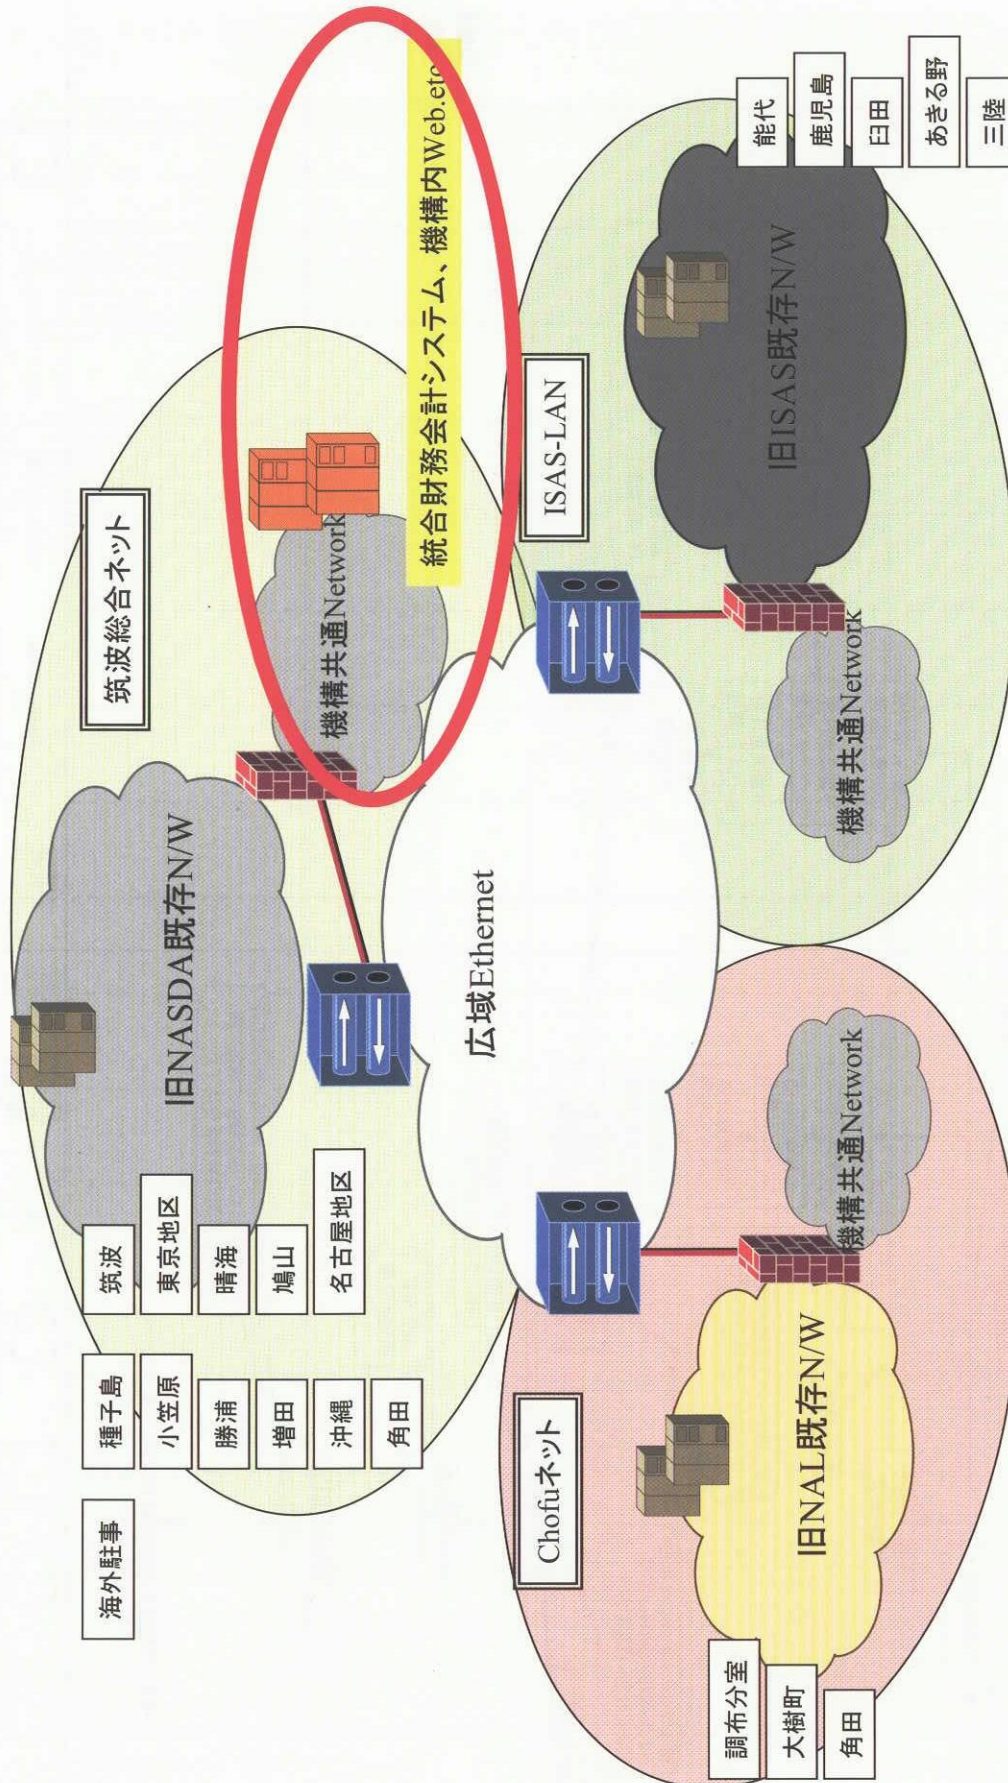 海外駐事
種子島
小笠原
勝浦
増田
沖縄
角田
筑波
東京地区
晴海
鳩山
名古屋地区
旧NASDA既存N/W
筑波総合ネット
機構共通Network
統合財務会計システム、機構内Web.etc
広域Ethernet
Chofuネット
旧NAL既存N/W
調布分室
大樹町
角田
機構共通Network
ISAS-LAN
旧ISAS既存N/W
機構共通Network
能代
鹿児島
臼田
あきる野
三陸